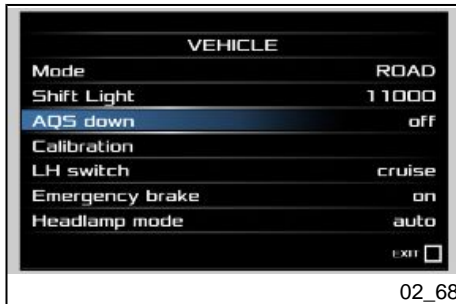 VEHICLE
Mode ROAD
Shift Light 11000
AQS down off
Calibration
LH switch cruise
Emergency brake on
Headlamp mode auto
EXIT
02_68